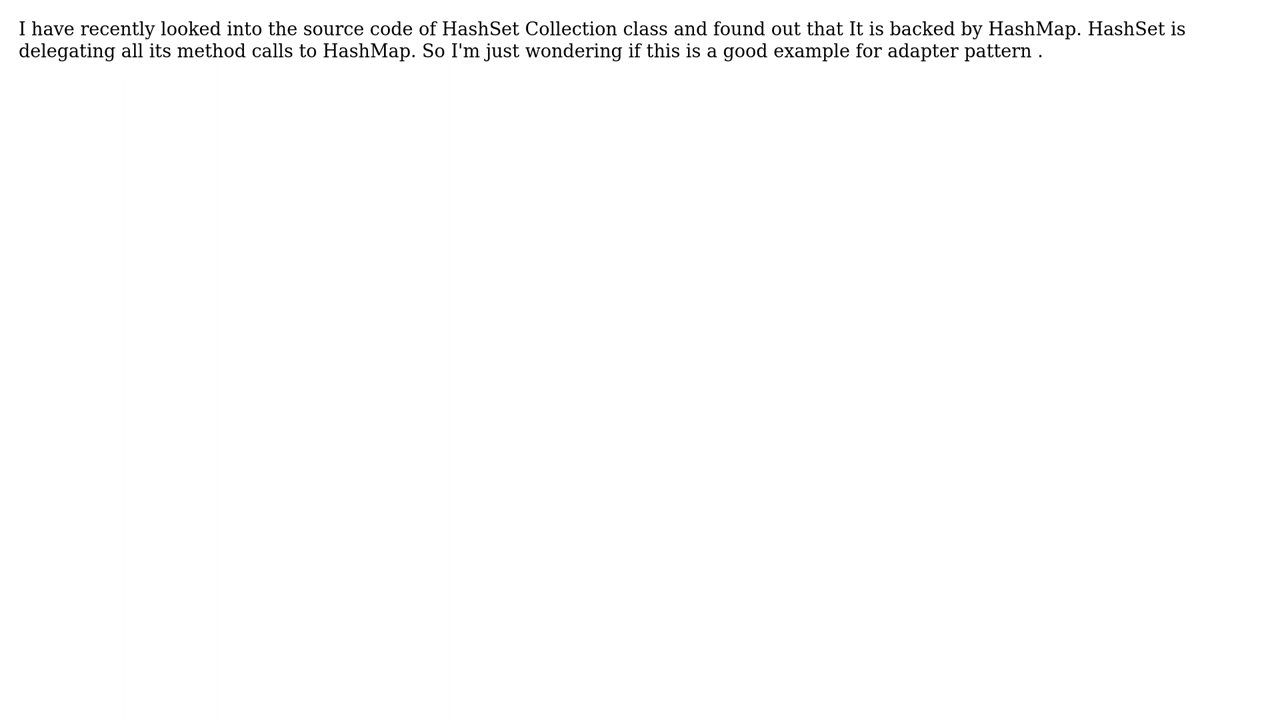 I have recently looked into the source code of HashSet Collection class and found out that It is backed by HashMap. HashSet is
delegating all its method calls to HashMap. So I'm just wondering if this is a good example for adapter pattern .